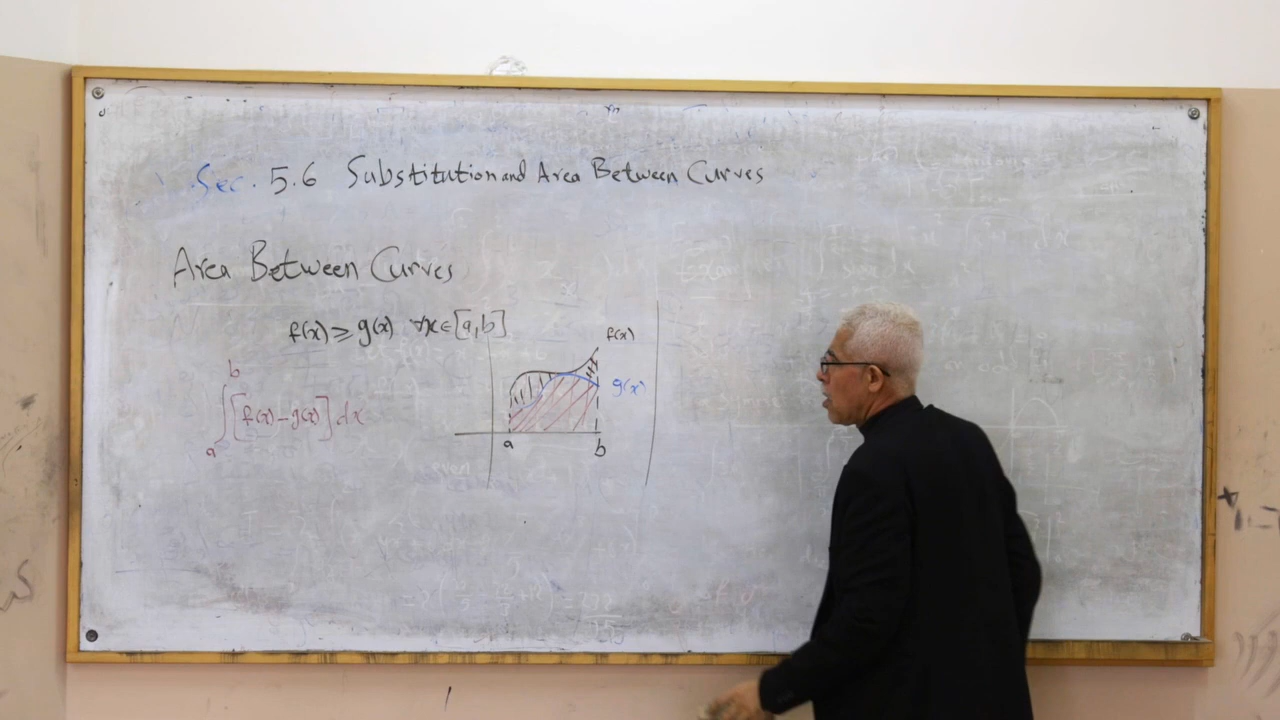 Sec. 5.6 Substitution and Area Between Curves
Area Between Curves
f(x) ≥ g(x) ∀x∈[a,b]
f(x)
b
g(x)
∫[f(x)-g(x)] dx
a
a
b